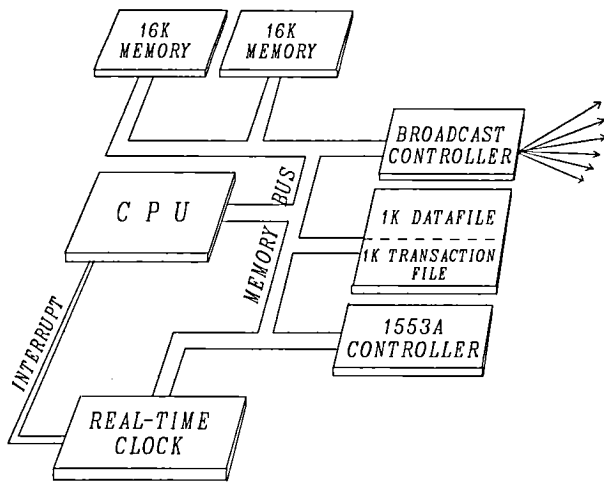 16K
MEMORY
16K
MEMORY
BROADCAST
CONTROLLER
CPU
BUS
MEMORY
1K DATAFILE
1K TRANSACTION
FILE
1553A
CONTROLLER
INTERRUPT
REAL-TIME
CLOCK